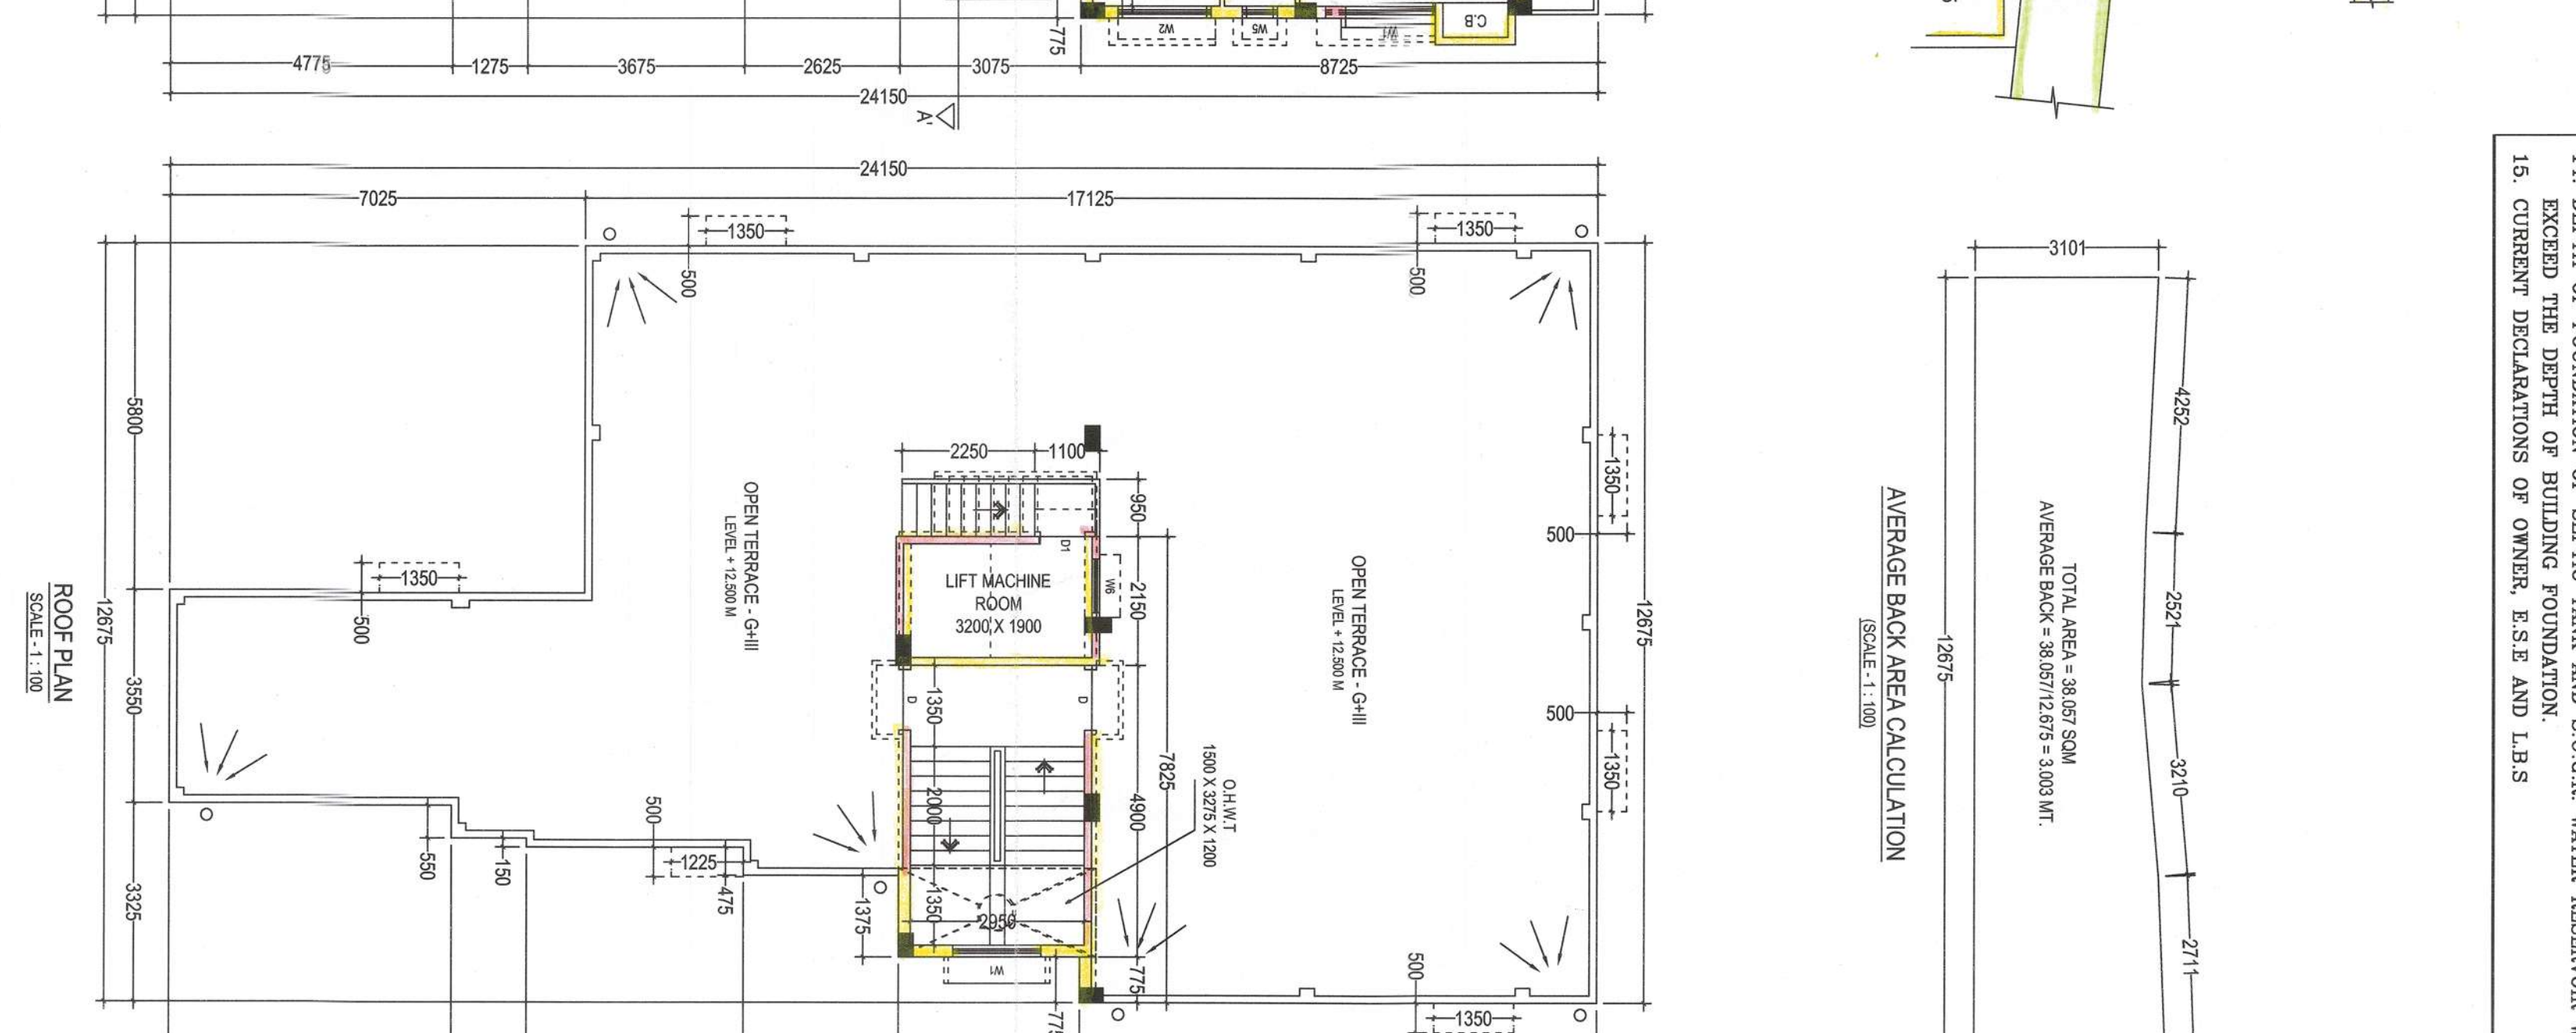 W2
W5
W1
C.B
775
4775
1275
3675
2625
3075
8725
24150
A'
24150
7025
17125
1350
1350
500
500
5800
3550
3325
12675
ROOF PLAN
SCALE - 1 : 100
1350
500
OPEN TERRACE - G+III
LEVEL + 12.500 M
2250
1100
950
2150
4900
775
7825
D1
W6
LIFT MACHINE
ROOM
3200 X 1900
D
D
1350
2000
1350
2950
W1
O.H.W.T
1500 X 3275 X 1200
OPEN TERRACE - G+III
LEVEL + 12.500 M
1350
500
500
1350
12675
550
150
500
1225
475
1375
775
500
1350
3101
4252
2521
3210
2711
12675
TOTAL AREA = 38.057 SQM
AVERAGE BACK = 38.057/12.675 = 3.003 MT.
AVERAGE BACK AREA CALCULATION
(SCALE - 1 : 100)
EXCEED THE DEPTH OF BUILDING FOUNDATION.
15. CURRENT DECLARATIONS OF OWNER, E.S.E AND L.B.S